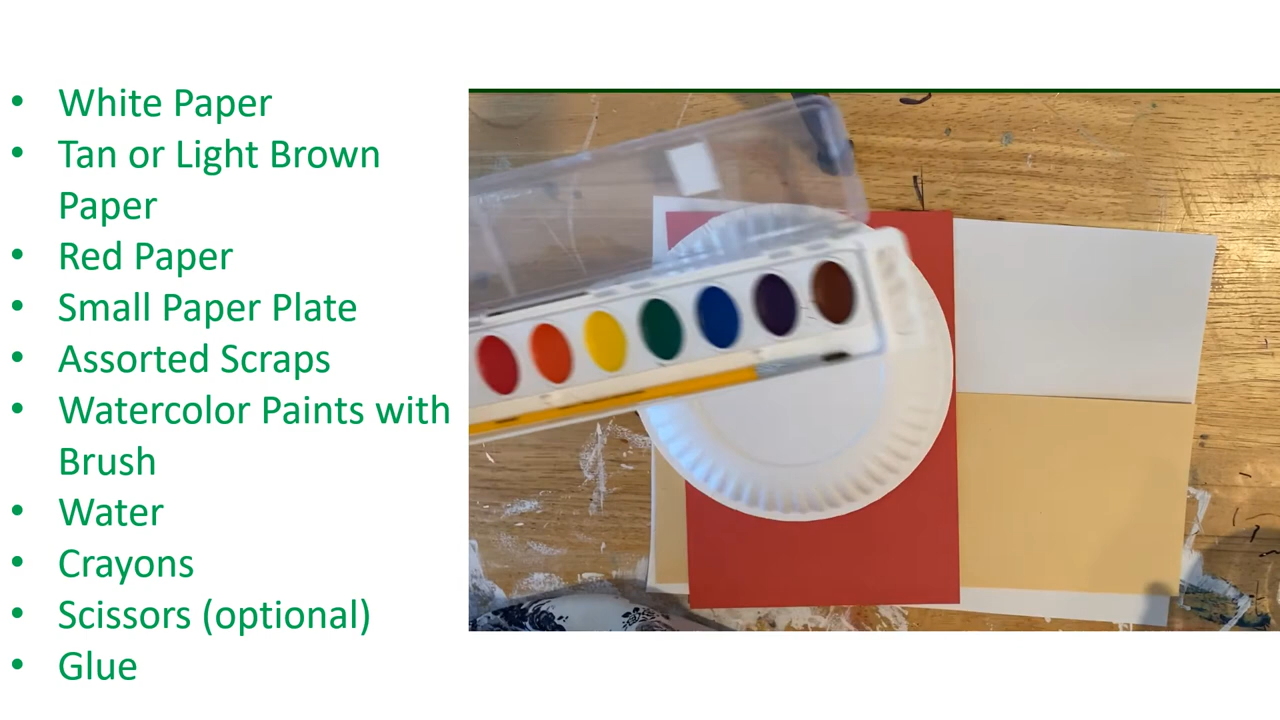 • White Paper
• Tan or Light Brown
Paper
• Red Paper
• Small Paper Plate
• Assorted Scraps
• Watercolor Paints with
Brush
• Water
• Crayons
• Scissors (optional)
• Glue